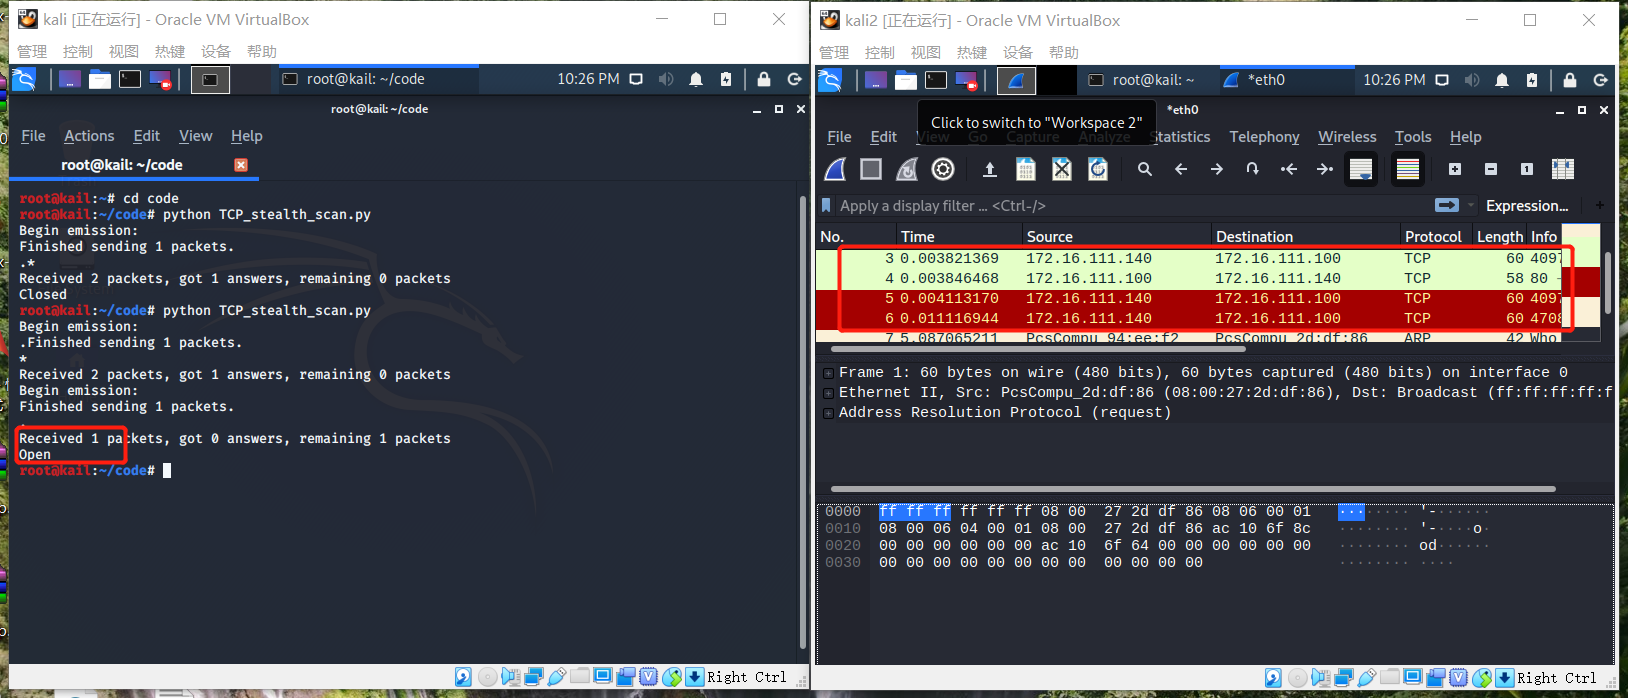 kali [正在运行] - Oracle VM VirtualBox
管理 控制 视图 热键 设备 帮助
root@kail: ~/code
10:26 PM
root@kail: ~/code
File Actions Edit View Help
root@kail: ~/code
root@kail:~# cd code
root@kail:~/code# python TCP_stealth_scan.py
Begin emission:
Finished sending 1 packets.
.*
Received 2 packets, got 1 answers, remaining 0 packets
Closed
root@kail:~/code# python TCP_stealth_scan.py
Begin emission:
.Finished sending 1 packets.
*
Received 2 packets, got 1 answers, remaining 0 packets
Begin emission:
Finished sending 1 packets.
.
Received 1 packets, got 0 answers, remaining 1 packets
Open
root@kail:~/code#
Right Ctrl
kali2 [正在运行] - Oracle VM VirtualBox
管理 控制 视图 热键 设备 帮助
root@kail: ~
*eth0
10:26 PM
*eth0
Click to switch to "Workspace 2"
File Edit View Go Capture Analyze Statistics Telephony Wireless Tools Help
Apply a display filter ... <Ctrl-/>
Expression...
+
No. Time Source Destination Protocol Length Info
3 0.003821369 172.16.111.140 172.16.111.100 TCP 60 4097
4 0.003846468 172.16.111.100 172.16.111.140 TCP 58 80
5 0.004113170 172.16.111.140 172.16.111.100 TCP 60 4097
6 0.011116944 172.16.111.140 172.16.111.100 TCP 60 4708
7 5.087065211 PcsCompu_94:ee:f2 PcsCompu_2d:df:86 ARP 42 Who
Frame 1: 60 bytes on wire (480 bits), 60 bytes captured (480 bits) on interface 0
Ethernet II, Src: PcsCompu_2d:df:86 (08:00:27:2d:df:86), Dst: Broadcast (ff:ff:ff:ff:f
Address Resolution Protocol (request)
0000 ff ff ff ff ff ff 08 00 27 2d df 86 08 06 00 01 ········ '-······
0010 08 00 06 04 00 01 08 00 27 2d df 86 ac 10 6f 8c ········ '-····o·
0020 00 00 00 00 00 00 ac 10 6f 64 00 00 00 00 00 00 ········ od······
0030 00 00 00 00 00 00 00 00 00 00 00 00 ········ ····
Right Ctrl